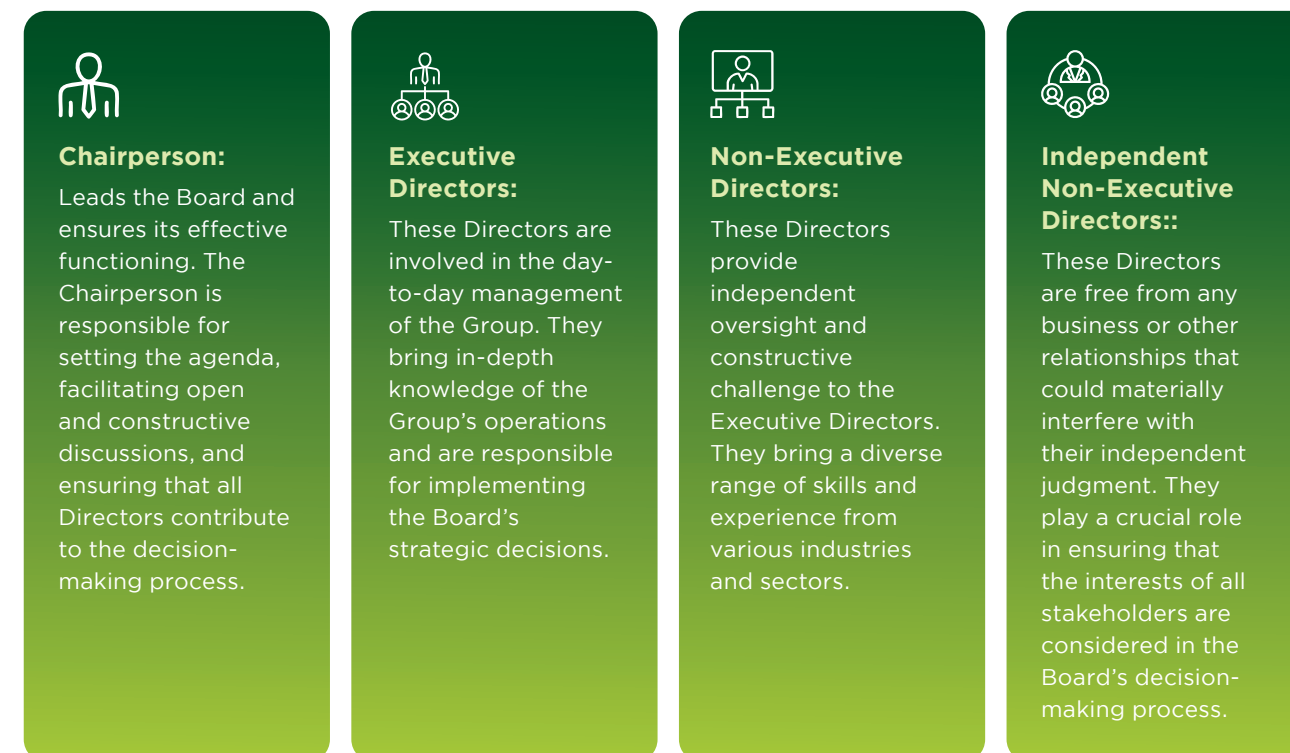 Chairperson:
Leads the Board and
ensures its effective
functioning. The
Chairperson is
responsible for
setting the agenda,
facilitating open
and constructive
discussions, and
ensuring that all
Directors contribute
to the decision-
making process.
Executive
Directors:
These Directors are
involved in the day-
to-day management
of the Group. They
bring in-depth
knowledge of the
Group’s operations
and are responsible
for implementing
the Board’s
strategic decisions.
Non-Executive
Directors:
These Directors
provide
independent
oversight and
constructive
challenge to the
Executive Directors.
They bring a diverse
range of skills and
experience from
various industries
and sectors.
Independent
Non-Executive
Directors::
These Directors
are free from any
business or other
relationships that
could materially
interfere with
their independent
judgment. They
play a crucial role
in ensuring that
the interests of all
stakeholders are
considered in the
Board’s decision-
making process.